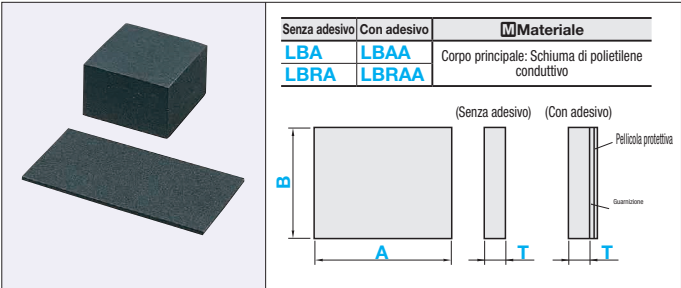 Senza adesivo Con adesivo M Materiale
LBA LBAA Corpo principale: Schiuma di polietilene
LBRA LBRAA conduttivo
(Senza adesivo) (Con adesivo)
Pellicola protettiva
B
Guarnizione
A T T